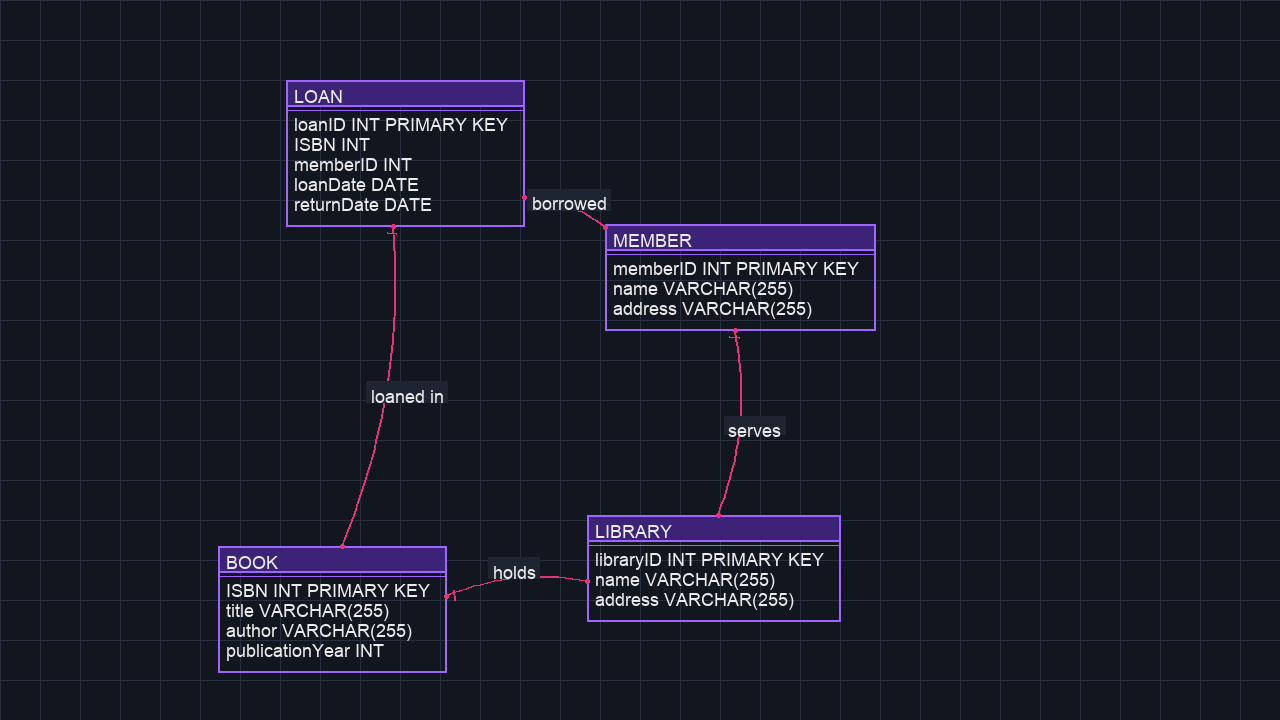 LOAN
loanID INT PRIMARY KEY
ISBN INT
memberID INT
loanDate DATE
returnDate DATE
borrowed
MEMBER
memberID INT PRIMARY KEY
name VARCHAR(255)
address VARCHAR(255)
loaned in
serves
LIBRARY
libraryID INT PRIMARY KEY
name VARCHAR(255)
address VARCHAR(255)
holds
BOOK
ISBN INT PRIMARY KEY
title VARCHAR(255)
author VARCHAR(255)
publicationYear INT